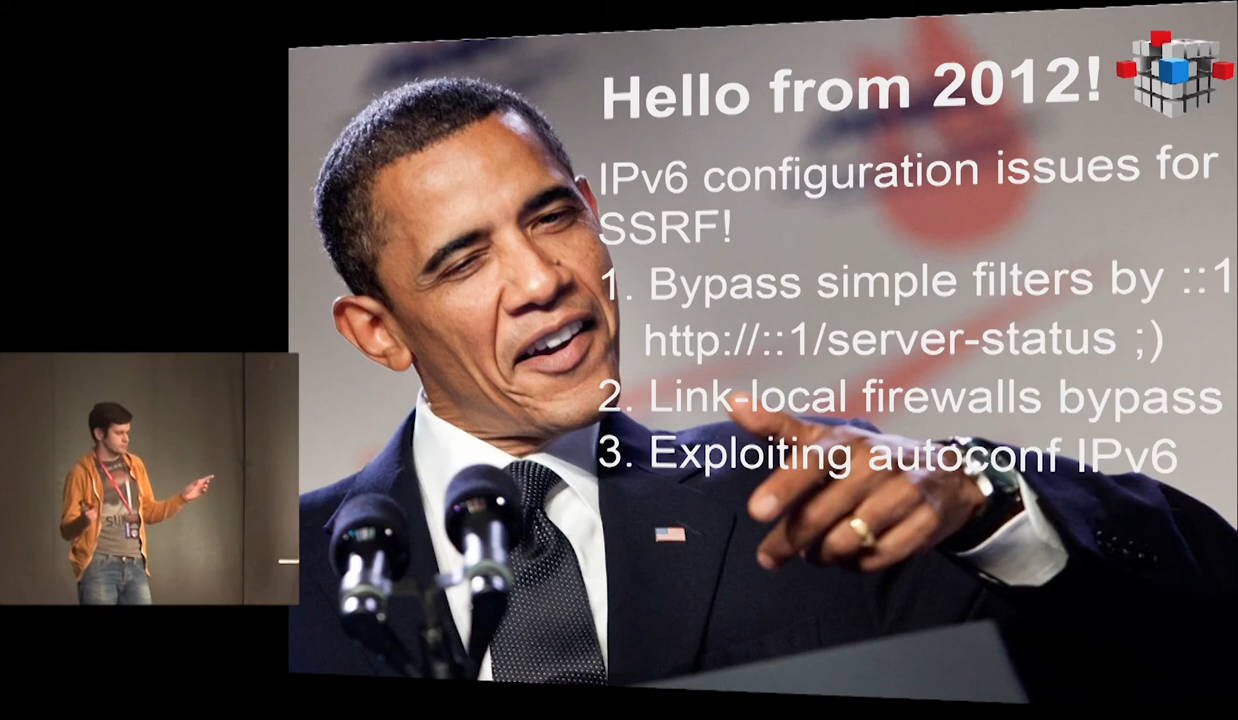 Hello from 2012!
IPv6 configuration issues for
SSRF!
1. Bypass simple filters by ::1
http://::1/server-status ;)
2. Link-local firewalls bypass
3. Exploiting autoconf IPv6